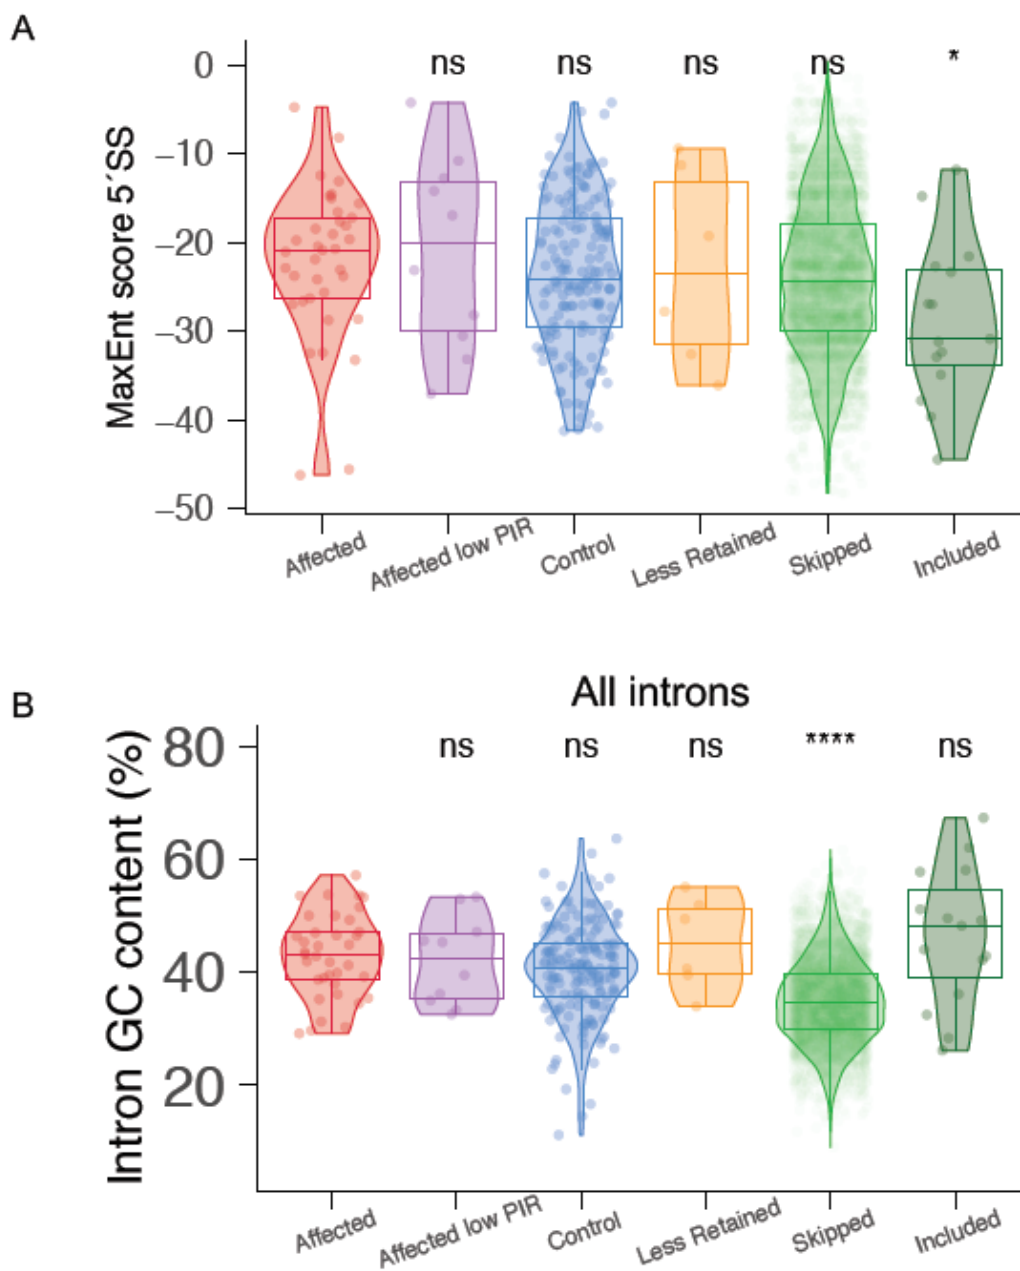 A
MaxEnt score 5´SS
0
−10
−20
−30
−40
−50
ns
ns
ns
ns
*
Affected
Affected low PIR
Control
Less Retained
Skipped
Included
B
All introns
Intron GC content (%)
80
60
40
20
ns
ns
ns
****
ns
Affected
Affected low PIR
Control
Less Retained
Skipped
Included